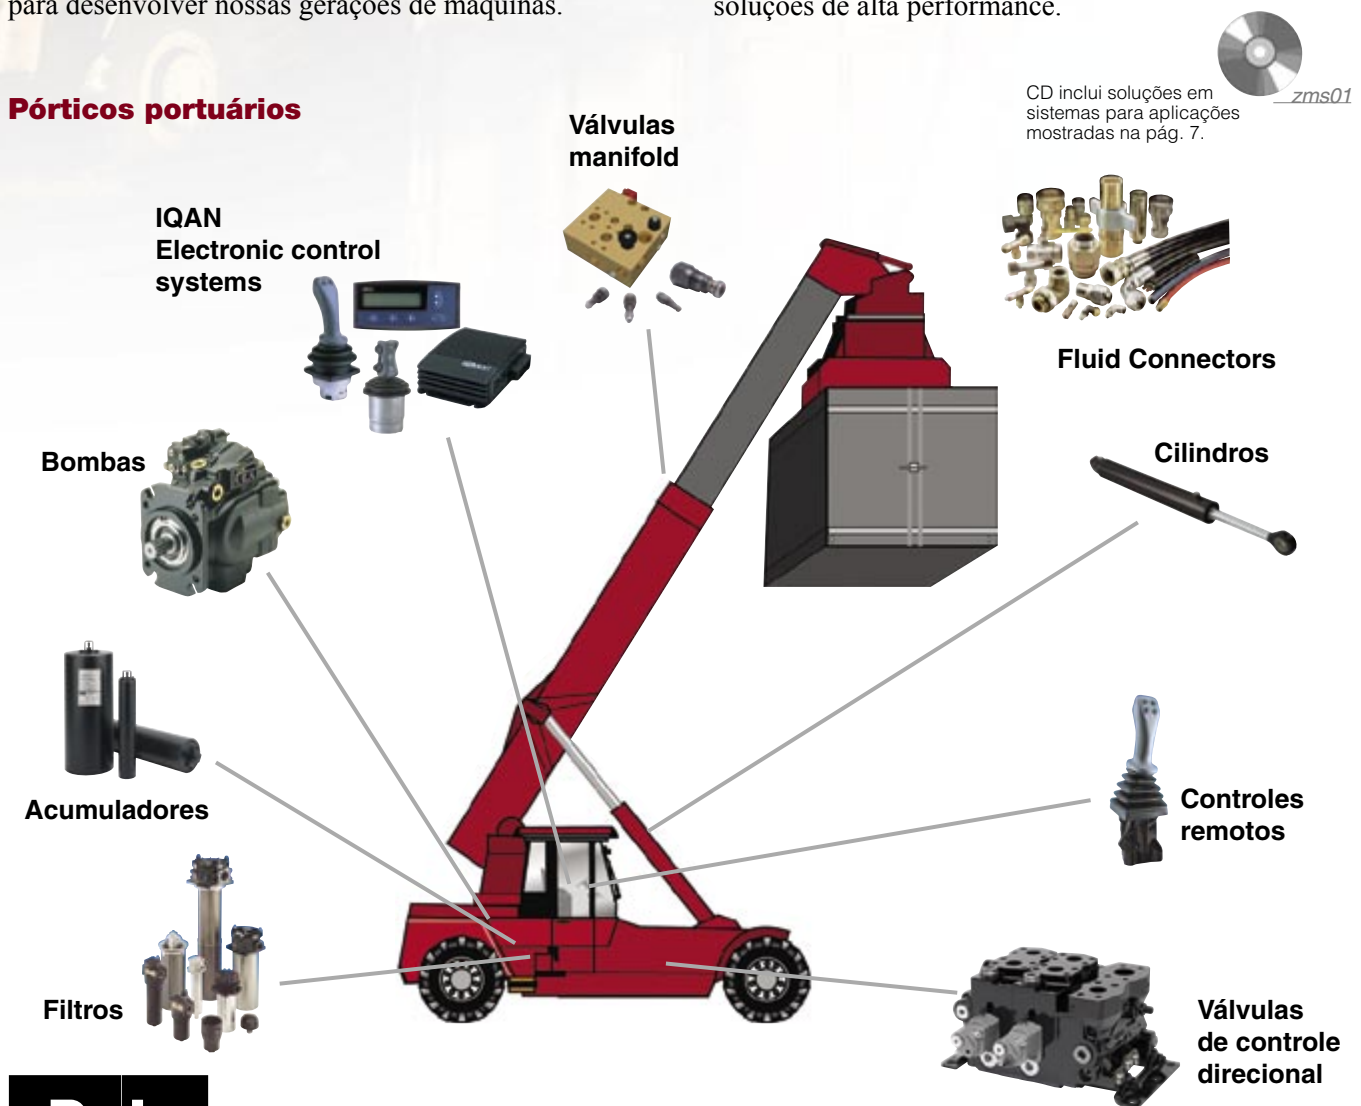 para desenvolver nossas gerações de máquinas.
soluções de alta performance.
zms01
CD inclui soluções em
sistemas para aplicações
mostradas na pág. 7.
Pórticos portuários
Válvulas
manifold
IQAN
Electronic control
systems
Fluid Connectors
Bombas
Cilindros
Acumuladores
Controles
remotos
Filtros
Válvulas
de controle
direcional